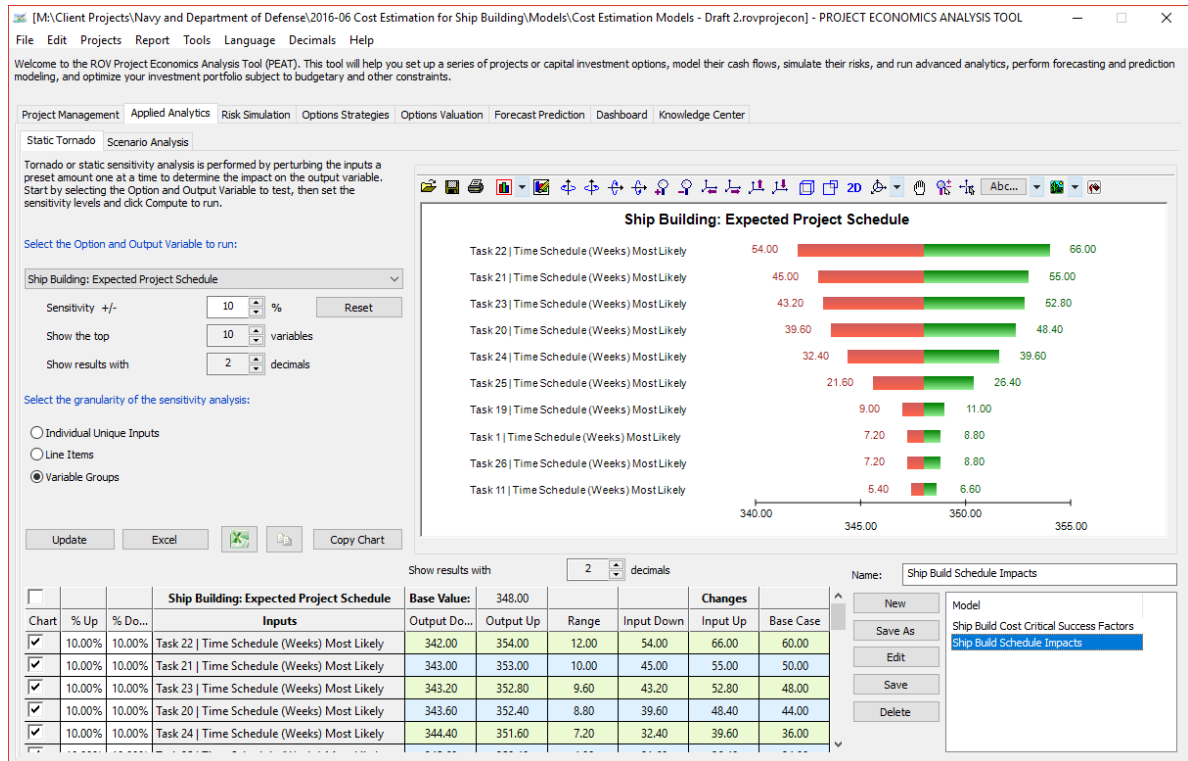 [M:\Client Projects\Navy and Department of Defense\2016-06 Cost Estimation for Ship Building\Models\Cost Estimation Models - Draft 2.rovprojecon] - PROJECT ECONOMICS ANALYSIS TOOL
File Edit Projects Report Tools Language Decimals Help
Welcome to the ROV Project Economics Analysis Tool (PEAT). This tool will help you set up a series of projects or capital investment options, model their cash flows, simulate their risks, and run advanced analytics, perform forecasting and prediction
modeling, and optimize your investment portfolio subject to budgetary and other constraints.
Project Management Applied Analytics Risk Simulation Options Strategies Options Valuation Forecast Prediction Dashboard Knowledge Center
Static Tornado Scenario Analysis
Tornado or static sensitivity analysis is performed by perturbing the inputs a
preset amount one at a time to determine the impact on the output variable.
Start by selecting the Option and Output Variable to test, then set the
sensitivity levels and click Compute to run.
Select the Option and Output Variable to run:
Ship Building: Expected Project Schedule
Sensitivity +/- 10 % Reset
Show the top 10 variables
Show results with 2 decimals
Select the granularity of the sensitivity analysis:
Individual Unique Inputs
Line Items
Variable Groups
Update Excel Copy Chart
2D Abc...
Ship Building: Expected Project Schedule
Task 22 | Time Schedule (Weeks) Most Likely 54.00 66.00
Task 21 | Time Schedule (Weeks) Most Likely 45.00 55.00
Task 23 | Time Schedule (Weeks) Most Likely 43.20 52.80
Task 20 | Time Schedule (Weeks) Most Likely 39.60 48.40
Task 24 | Time Schedule (Weeks) Most Likely 32.40 39.60
Task 25 | Time Schedule (Weeks) Most Likely 21.60 26.40
Task 19 | Time Schedule (Weeks) Most Likely 9.00 11.00
Task 1 | Time Schedule (Weeks) Most Likely 7.20 8.80
Task 26 | Time Schedule (Weeks) Most Likely 7.20 8.80
Task 11 | Time Schedule (Weeks) Most Likely 5.40 6.60
340.00 345.00 350.00 355.00
Show results with 2 decimals
Ship Building: Expected Project Schedule Base Value: 348.00 Changes
Chart % Up % Do... Inputs Output Do... Output Up Range Input Down Input Up Base Case
10.00% 10.00% Task 22 | Time Schedule (Weeks) Most Likely 342.00 354.00 12.00 54.00 66.00 60.00
10.00% 10.00% Task 21 | Time Schedule (Weeks) Most Likely 343.00 353.00 10.00 45.00 55.00 50.00
10.00% 10.00% Task 23 | Time Schedule (Weeks) Most Likely 343.20 352.80 9.60 43.20 52.80 48.00
10.00% 10.00% Task 20 | Time Schedule (Weeks) Most Likely 343.60 352.40 8.80 39.60 48.40 44.00
10.00% 10.00% Task 24 | Time Schedule (Weeks) Most Likely 344.40 351.60 7.20 32.40 39.60 36.00
Name: Ship Build Schedule Impacts
New
Save As
Edit
Save
Delete
Model
Ship Build Cost Critical Success Factors
Ship Build Schedule Impacts